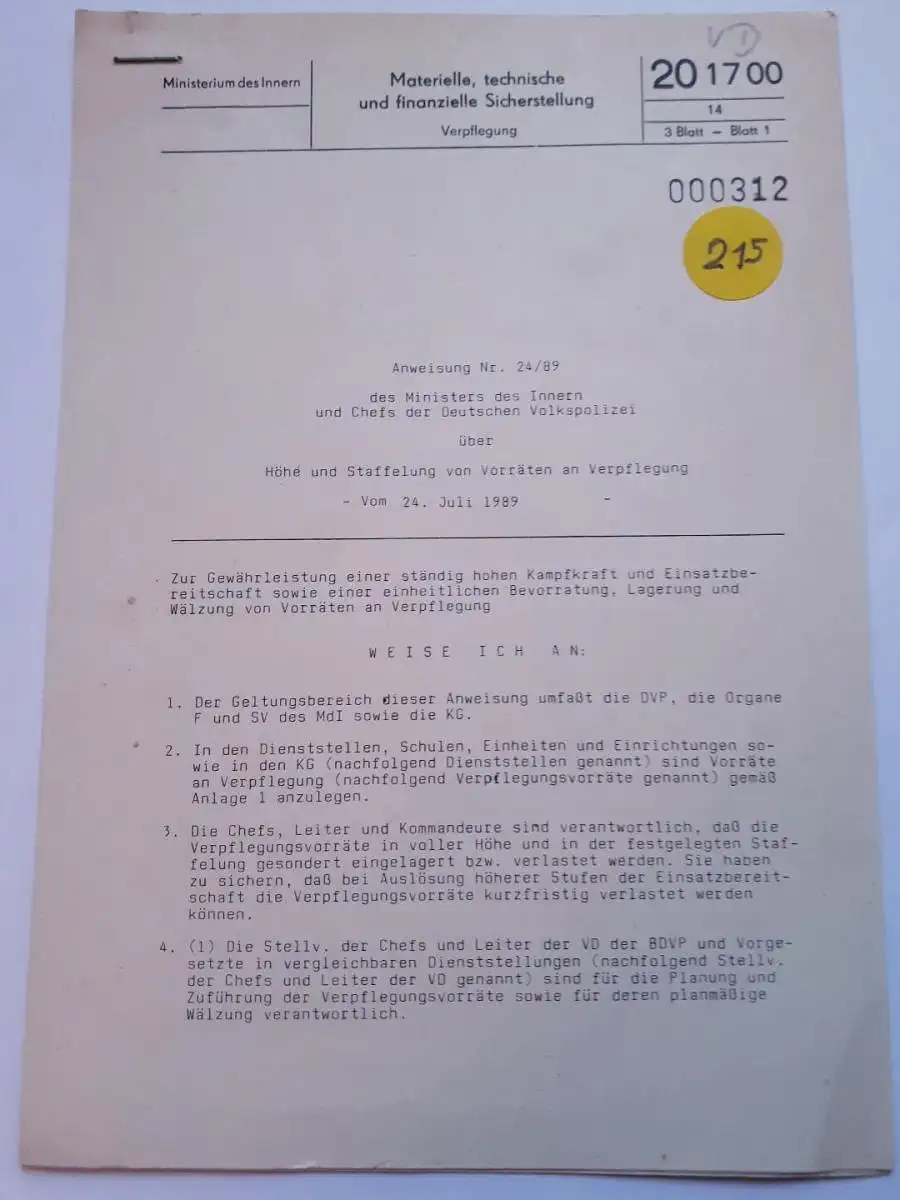 VD
Ministerium des Innern
Materielle, technische
und finanzielle Sicherstellung
Verpflegung
20 17 00
14
3 Blatt – Blatt 1
000312
215
Anweisung Nr. 24/89
des Ministers des Innern
und Chefs der Deutschen Volkspolizei
über
Höhe und Staffelung von Vorräten an Verpflegung
- Vom 24. Juli 1989 -
Zur Gewährleistung einer ständig hohen Kampfkraft und Einsatzbe-
reitschaft sowie einer einheitlichen Bevorratung, Lagerung und
Wälzung von Vorräten an Verpflegung
W E I S E I C H A N:
1. Der Geltungsbereich dieser Anweisung umfaßt die DVP, die Organe
F und SV des MdI sowie die KG.
2. In den Dienststellen, Schulen, Einheiten und Einrichtungen so-
wie in den KG (nachfolgend Dienststellen genannt) sind Vorräte
an Verpflegung (nachfolgend Verpflegungsvorräte genannt) gemäß
Anlage 1 anzulegen.
3. Die Chefs, Leiter und Kommandeure sind verantwortlich, daß die
Verpflegungsvorräte in voller Höhe und in der festgelegten Staf-
felung gesondert eingelagert bzw. verlastet werden. Sie haben
zu sichern, daß bei Auslösung höherer Stufen der Einsatzbereit-
schaft die Verpflegungsvorräte kurzfristig verlastet werden
können.
4. (1) Die Stellv. der Chefs und Leiter der VD der BDVP und Vorge-
setzte in vergleichbaren Dienststellungen (nachfolgend Stellv.
der Chefs und Leiter der VD genannt) sind für die Planung und
Zuführung der Verpflegungsvorräte sowie für deren planmäßige
Wälzung verantwortlich.